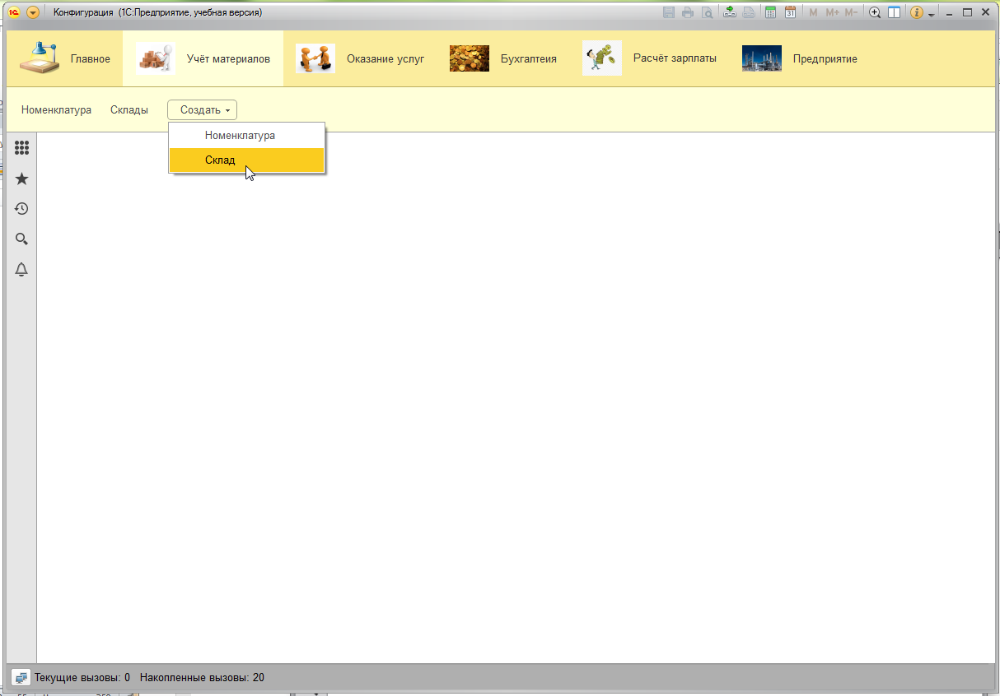 Конфигурация (1С:Предприятие, учебная версия)
M M+ M-
31
Главное Учёт материалов Оказание услуг Бухгалтеия Расчёт зарплаты Предприятие
Номенклатура Склады Создать
Номенклатура
Склад
Текущие вызовы: 0 Накопленные вызовы: 20